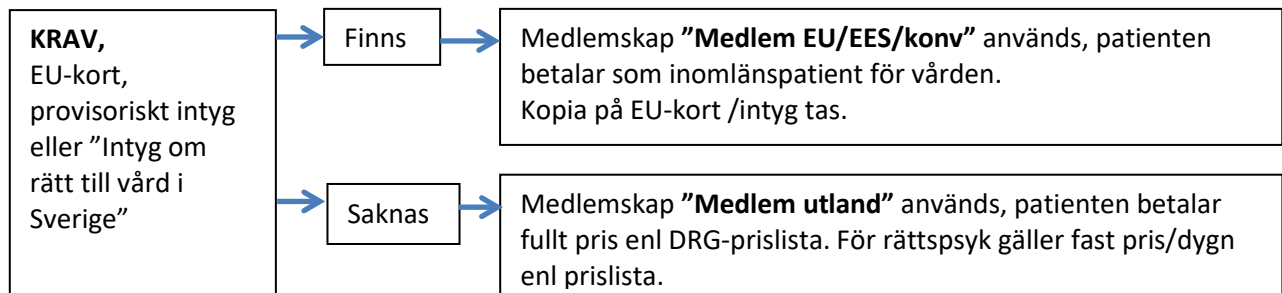 KRAV,
EU-kort,
provisoriskt intyg
eller ”Intyg om
rätt till vård i
Sverige”
Finns
Medlemskap ”Medlem EU/EES/konv” används, patienten
betalar som inomlänspatient för vården.
Kopia på EU-kort /intyg tas.
Saknas
Medlemskap ”Medlem utland” används, patienten betalar
fullt pris enl DRG-prislista. För rättspsyk gäller fast pris/dygn
enl prislista.